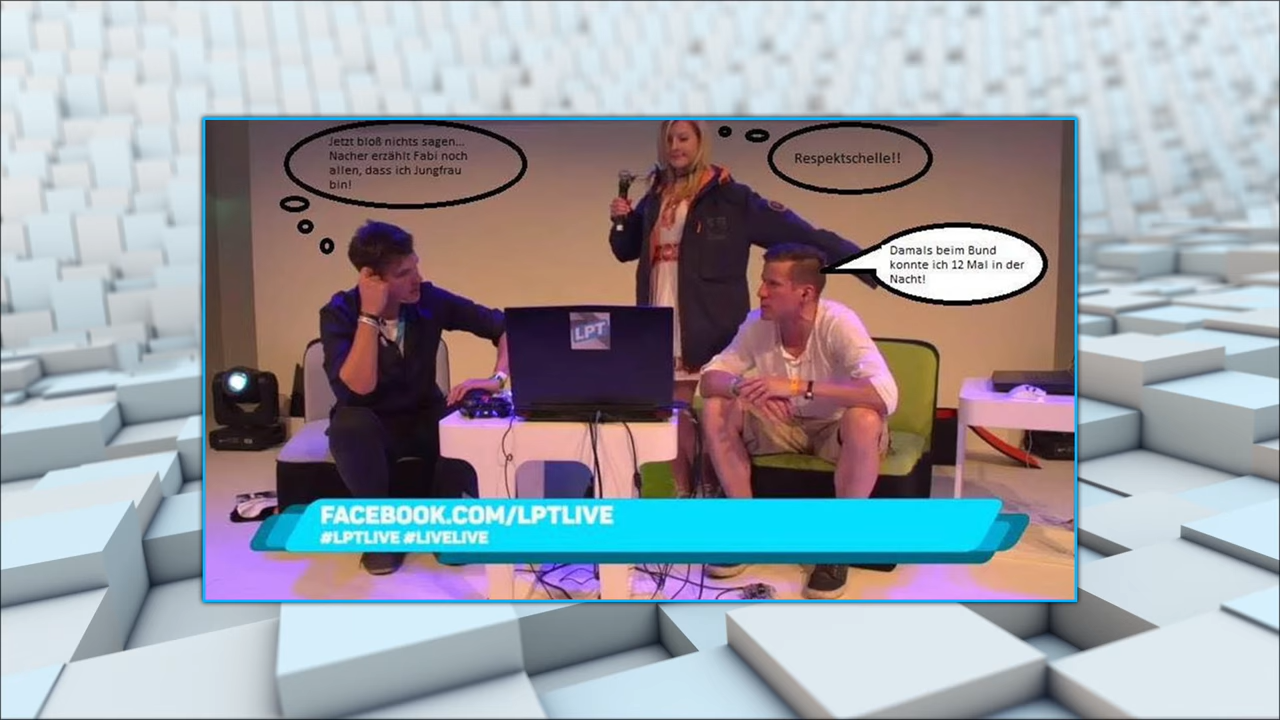 Jetzt bloß nichts sagen...
Nacher erzählt Fabi noch
allen, dass ich Jungfrau
bin!
Respektschelle!!
Damals beim Bund
konnte ich 12 Mal in der
Nacht!
LPT
FACEBOOK.COM/LPTLIVE
#LPTLIVE #LIVELIVE